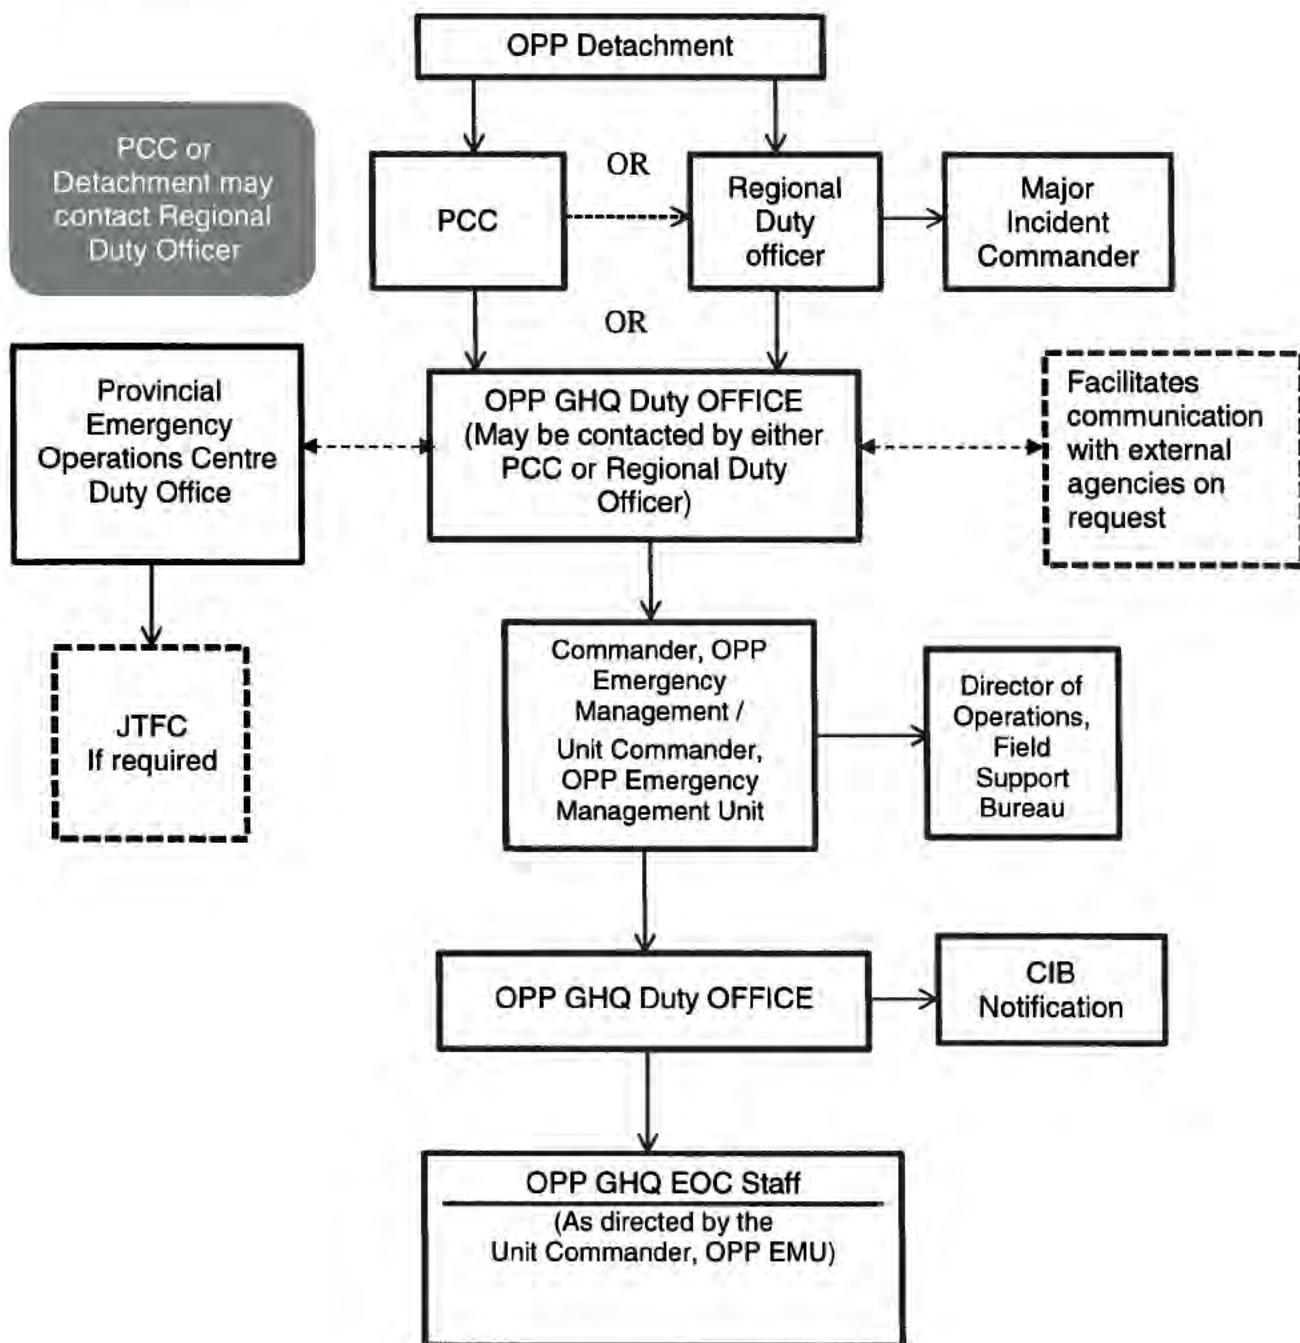 OPP Detachment
PCC or
Detachment may
contact Regional
Duty Officer
PCC
OR
Regional
Duty
officer
Major
Incident
Commander
OR
Provincial
Emergency
Operations Centre
Duty Office
OPP GHQ Duty OFFICE
(May be contacted by either
PCC or Regional Duty
Officer)
Facilitates
communication
with external
agencies on
request
JTFC
If required
Commander, OPP
Emergency
Management /
Unit Commander,
OPP Emergency
Management Unit
Director of
Operations,
Field
Support
Bureau
OPP GHQ Duty OFFICE
CIB
Notification
OPP GHQ EOC Staff
(As directed by the
Unit Commander, OPP EMU)